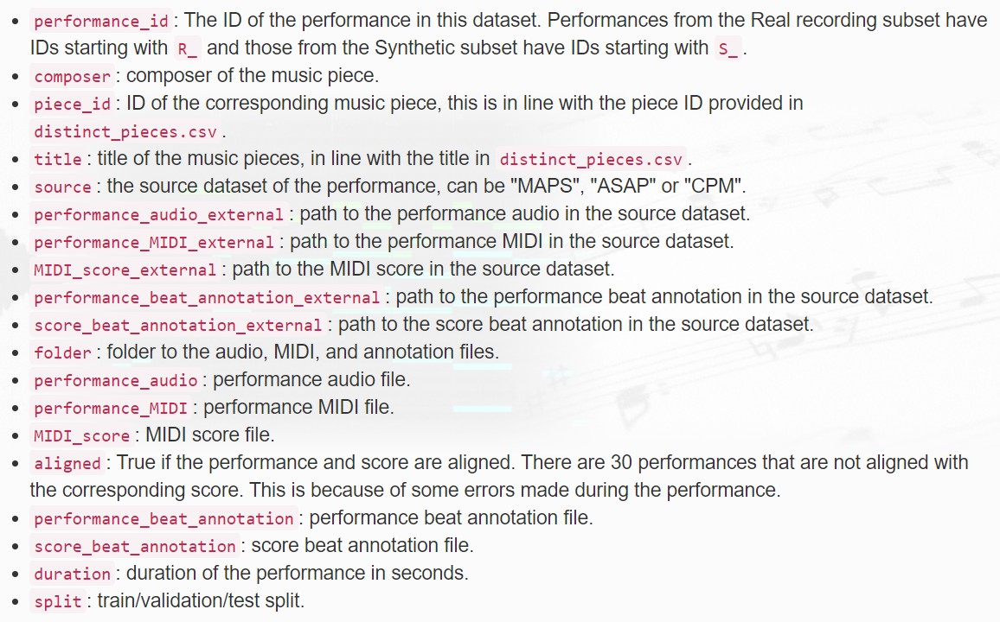 • performance_id : The ID of the performance in this dataset. Performances from the Real recording subset have
IDs starting with R_ and those from the Synthetic subset have IDs starting with S_ .
• composer : composer of the music piece.
• piece_id : ID of the corresponding music piece, this is in line with the piece ID provided in
distinct_pieces.csv .
• title : title of the music pieces, in line with the title in distinct_pieces.csv .
• source : the source dataset of the performance, can be "MAPS", "ASAP" or "CPM".
• performance_audio_external : path to the performance audio in the source dataset.
• performance_MIDI_external : path to the performance MIDI in the source dataset.
• MIDI_score_external : path to the MIDI score in the source dataset.
• performance_beat_annotation_external : path to the performance beat annotation in the source dataset.
• score_beat_annotation_external : path to the score beat annotation in the source dataset.
• folder : folder to the audio, MIDI, and annotation files.
• performance_audio : performance audio file.
• performance_MIDI : performance MIDI file.
• MIDI_score : MIDI score file.
• aligned : True if the performance and score are aligned. There are 30 performances that are not aligned with
the corresponding score. This is because of some errors made during the performance.
• performance_beat_annotation : performance beat annotation file.
• score_beat_annotation : score beat annotation file.
• duration : duration of the performance in seconds.
• split : train/validation/test split.